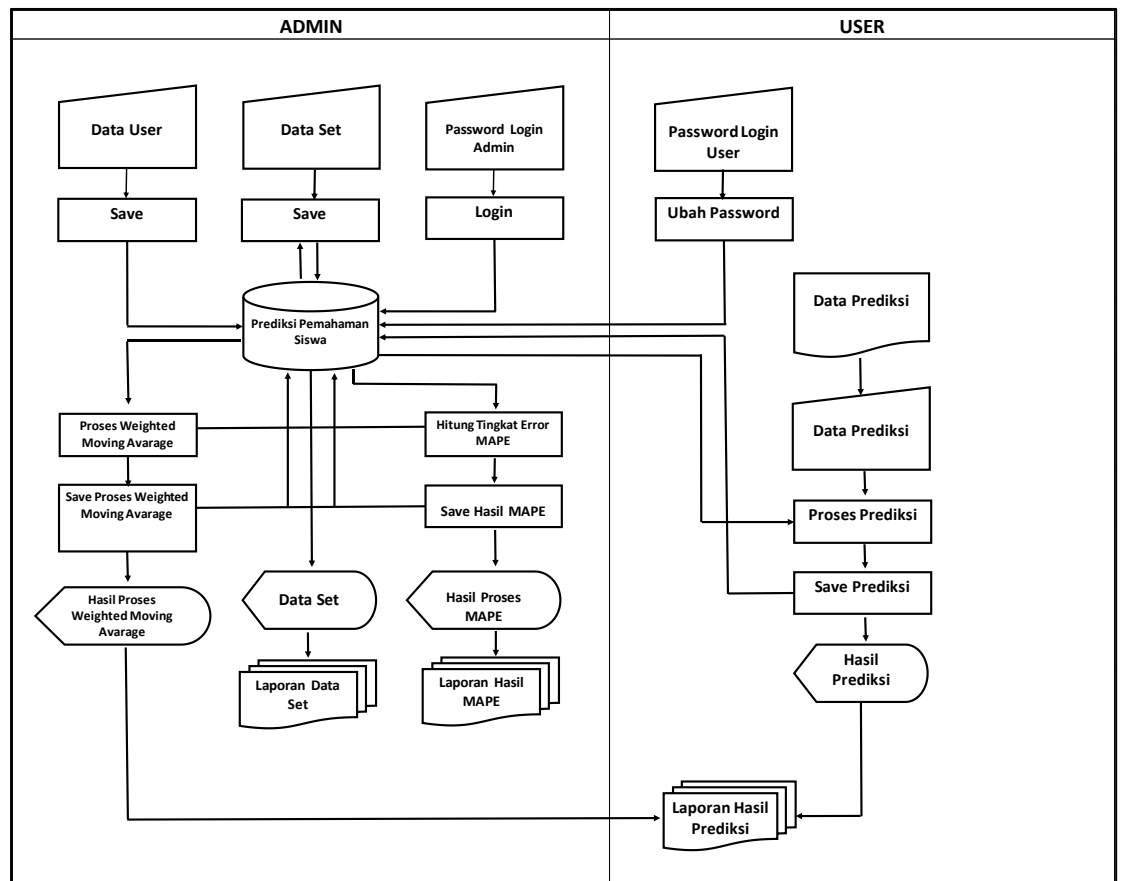 ADMIN
USER
Data User
Data Set
Password Login
Admin
Password Login
User
Save
Save
Login
Ubah Password
Data Prediksi
Prediksi Pemahaman
Siswa
Data Prediksi
Proses Weighted
Moving Avarage
Hitung Tingkat Error
MAPE
Save Proses Weighted
Moving Avarage
Save Hasil MAPE
Proses Prediksi
Save Prediksi
Hasil Proses
Weighted Moving
Avarage
Data Set
Hasil Proses
MAPE
Hasil
Prediksi
Laporan Data
Set
Laporan Hasil
MAPE
Laporan Hasil
Prediksi